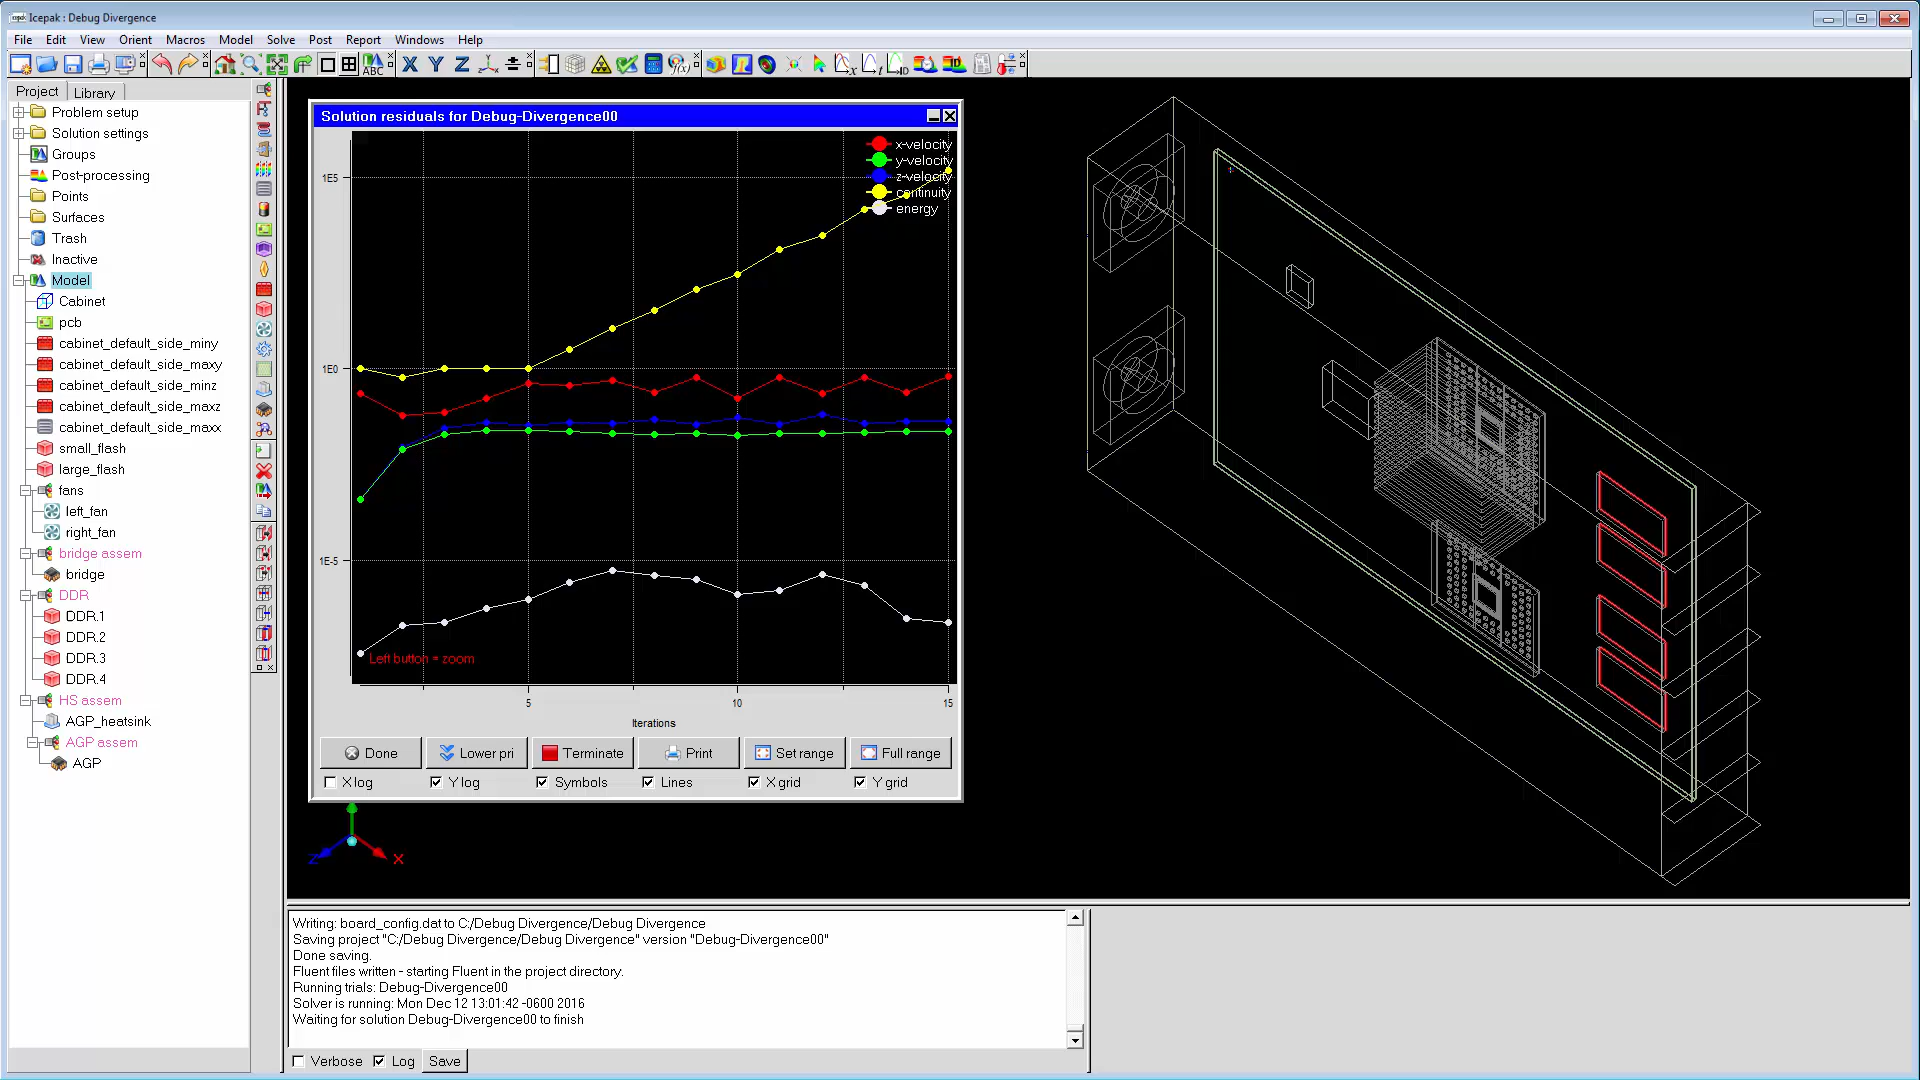 Icepak : Debug Divergence
File Edit View Orient Macros Model Solve Post Report Windows Help
ABC X Y Z
Project Library
Problem setup
Solution settings
Groups
Post-processing
Points
Surfaces
Trash
Inactive
Model
Cabinet
pcb
cabinet_default_side_miny
cabinet_default_side_maxy
cabinet_default_side_minz
cabinet_default_side_maxz
cabinet_default_side_maxx
small_flash
large_flash
fans
left_fan
right_fan
bridge assem
bridge
DDR
DDR.1
DDR.2
DDR.3
DDR.4
HS assem
AGP_heatsink
AGP assem
AGP
Solution residuals for Debug-Divergence00
x-velocity
y-velocity
z-velocity
continuity
energy
1E5
1E0
1E-5
Left button = zoom
5 10 15
Iterations
Done Lower pri Terminate Print Set range Full range
X log Y log Symbols Lines X grid Y grid
Z X
Writing: board_config.dat to C:/Debug Divergence/Debug Divergence
Saving project "C:/Debug Divergence/Debug Divergence" version "Debug-Divergence00"
Done saving.
Fluent files written - starting Fluent in the project directory.
Running trials: Debug-Divergence00
Solver is running: Mon Dec 12 13:01:42 -0600 2016
Waiting for solution Debug-Divergence00 to finish
Verbose Log Save